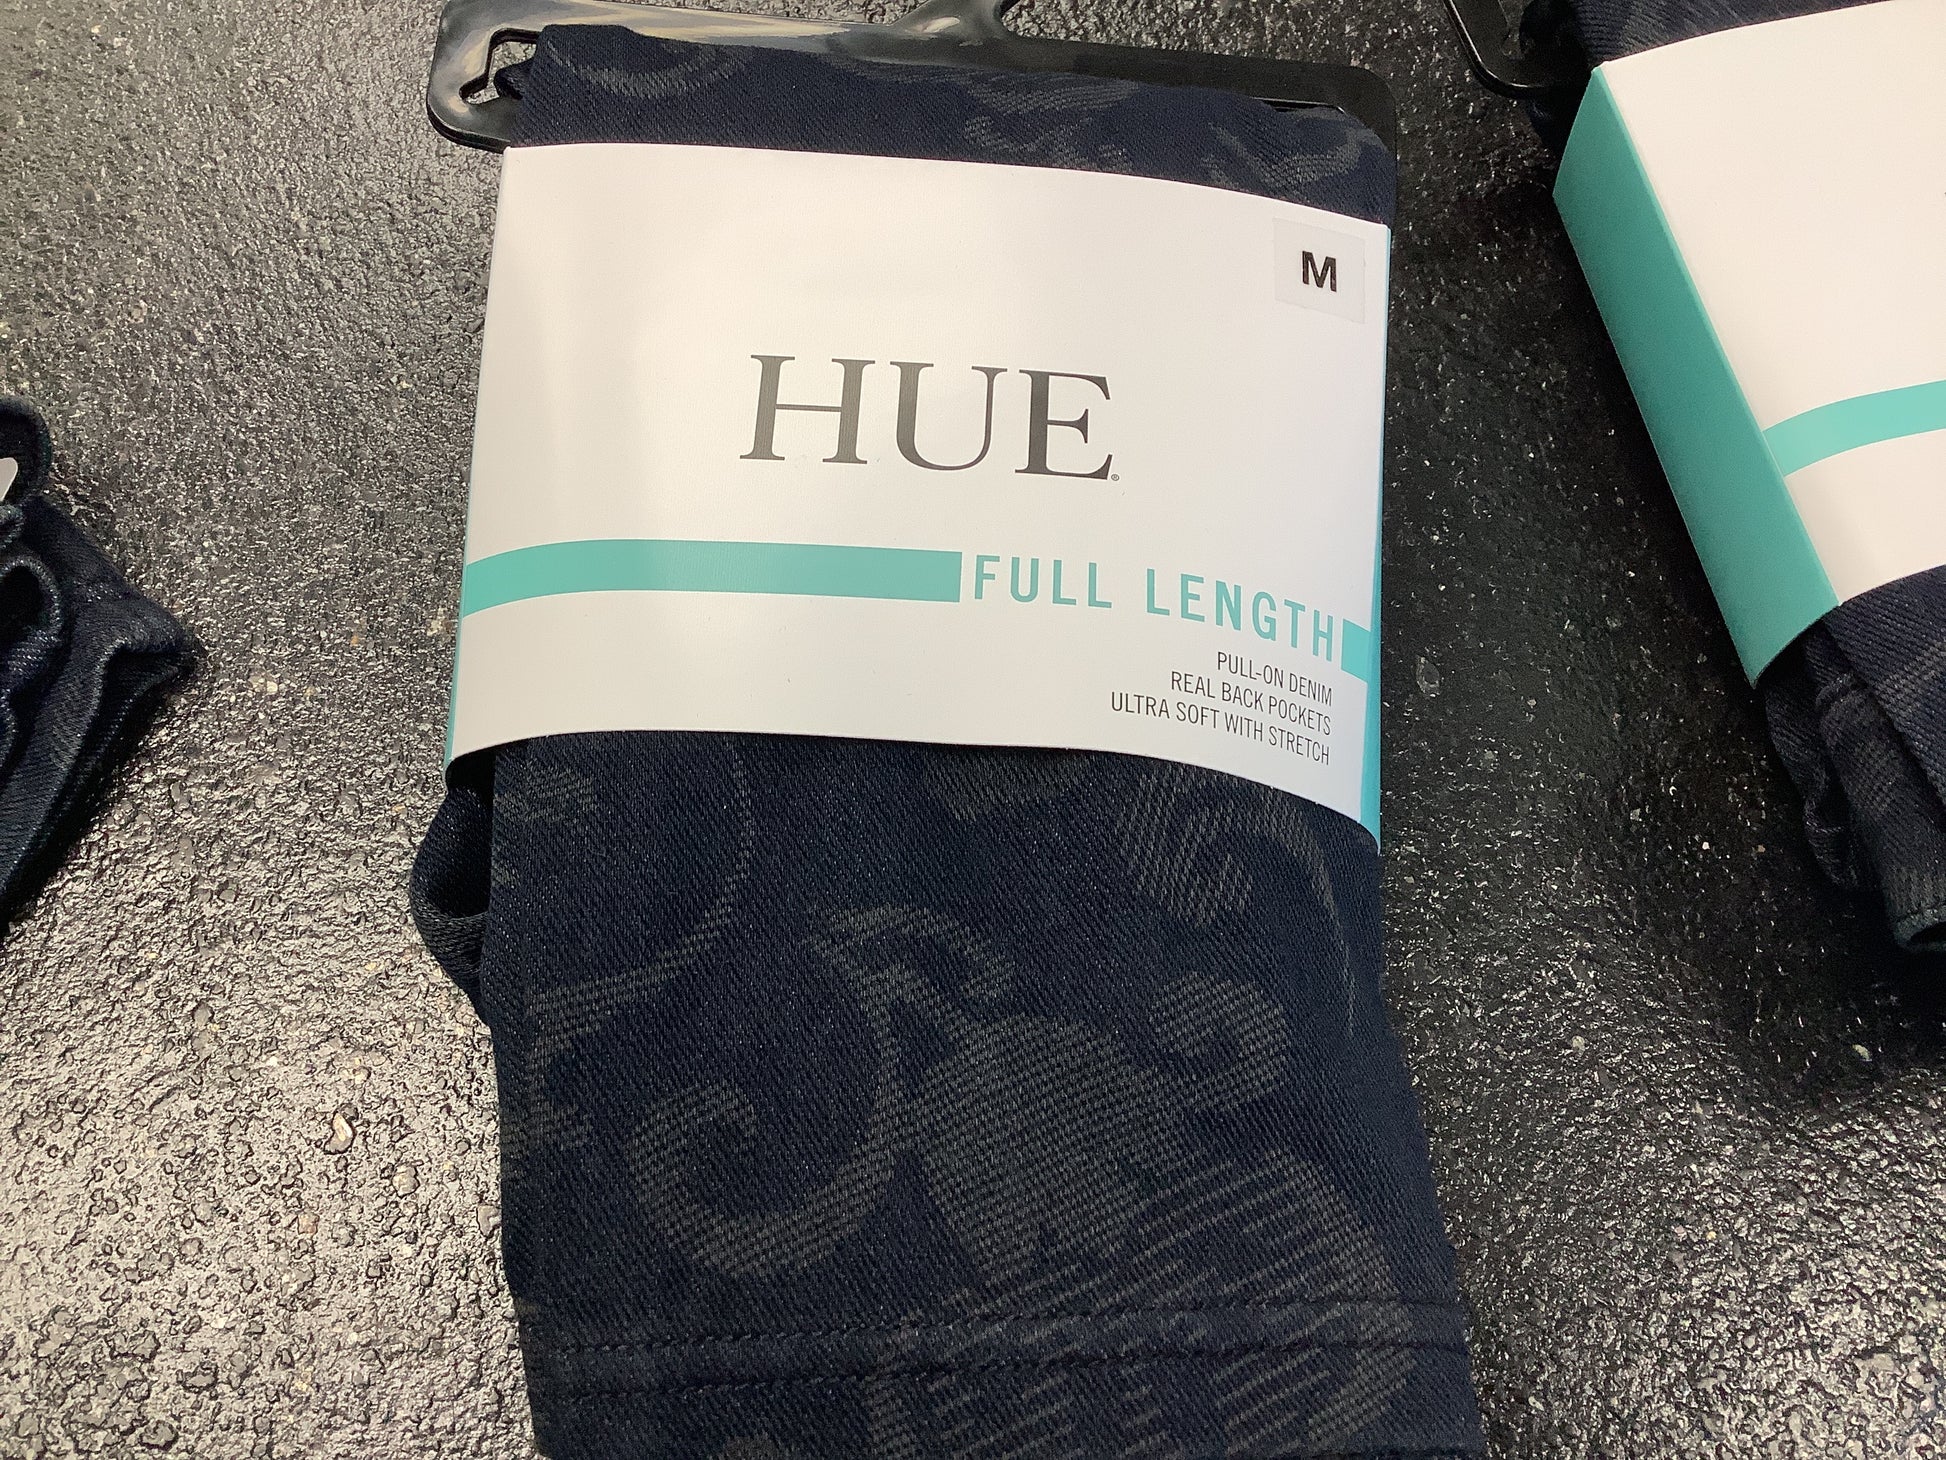 M
HUE®
FULL LENGTH
PULL-ON DENIM
REAL BACK POCKETS
ULTRA SOFT WITH STRETCH